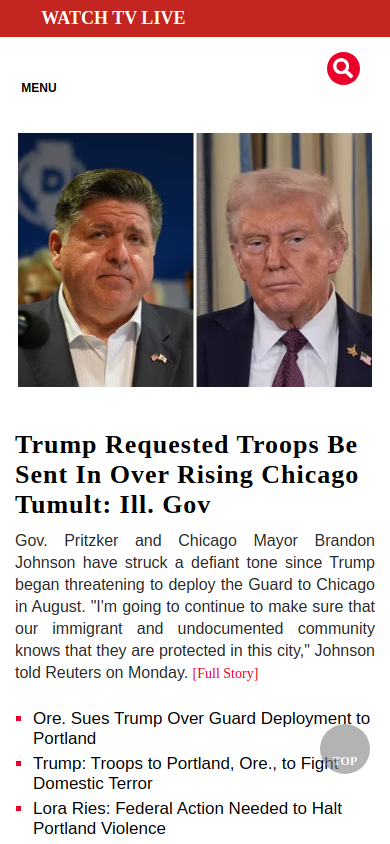 WATCH TV LIVE
MENU
Trump Requested Troops Be
Sent In Over Rising Chicago
Tumult: Ill. Gov
Gov. Pritzker and Chicago Mayor Brandon
Johnson have struck a defiant tone since Trump
began threatening to deploy the Guard to Chicago
in August. "I'm going to continue to make sure that
our immigrant and undocumented community
knows that they are protected in this city," Johnson
told Reuters on Monday. [Full Story]
Ore. Sues Trump Over Guard Deployment to
Portland
Trump: Troops to Portland, Ore., to Fight
Domestic Terror
TOP
Lora Ries: Federal Action Needed to Halt
Portland Violence